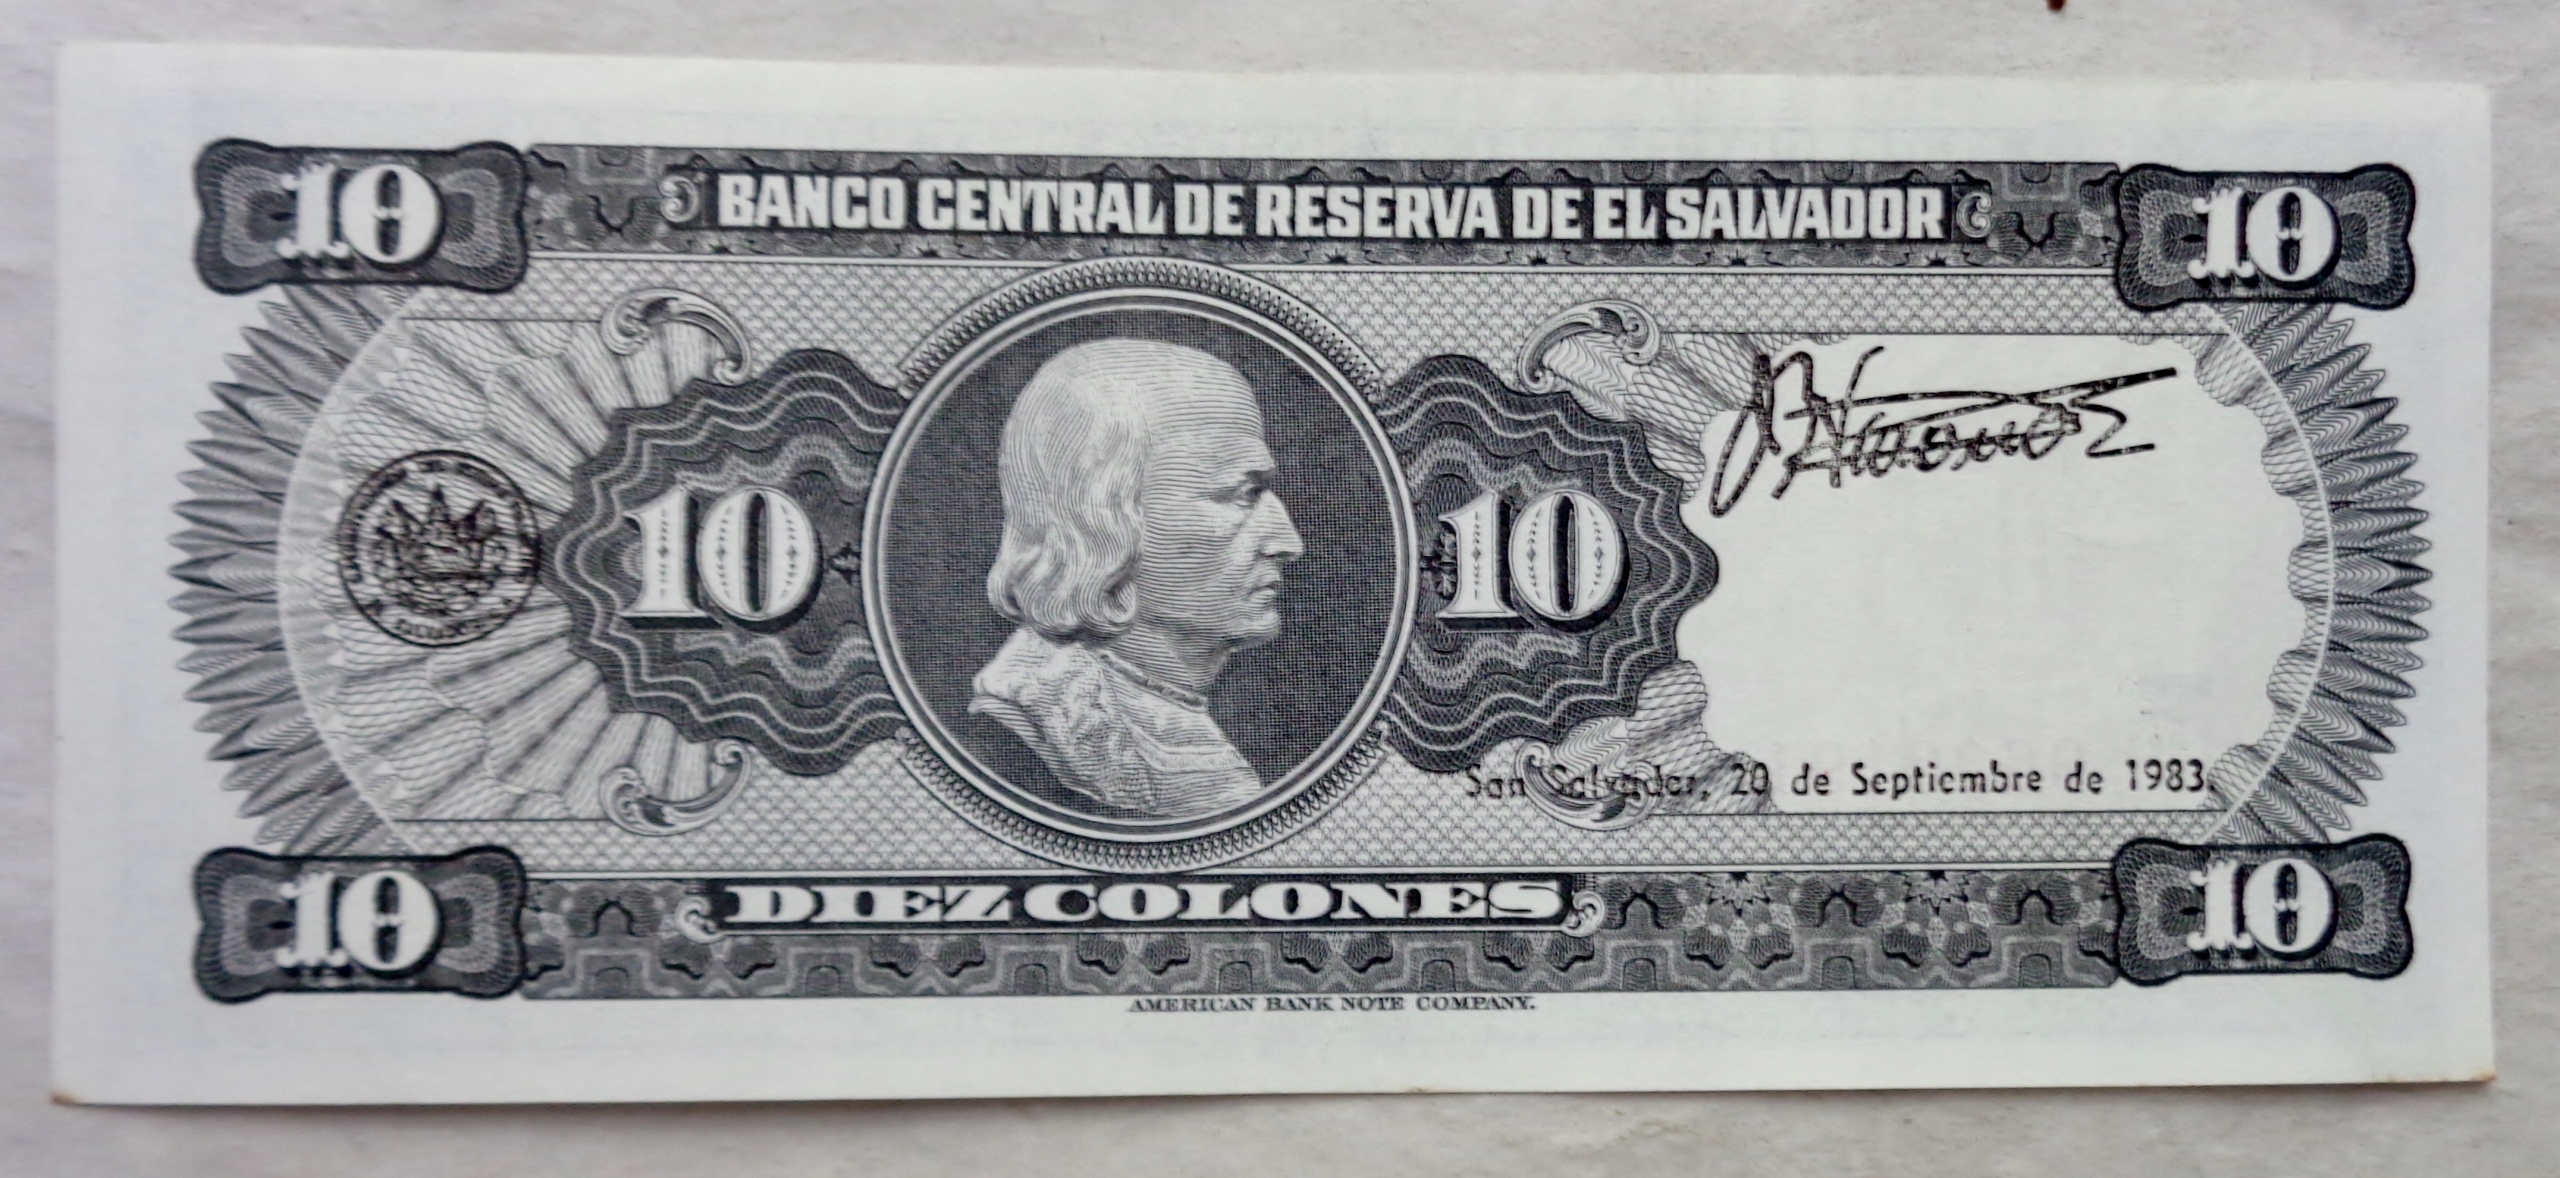 10 BANCO CENTRAL DE RESERVA DE EL SALVADOR 10
10 10
San Salvador, 20 de Septiembre de 1983.
10 DIEZ COLONES 10
AMERICAN BANK NOTE COMPANY.